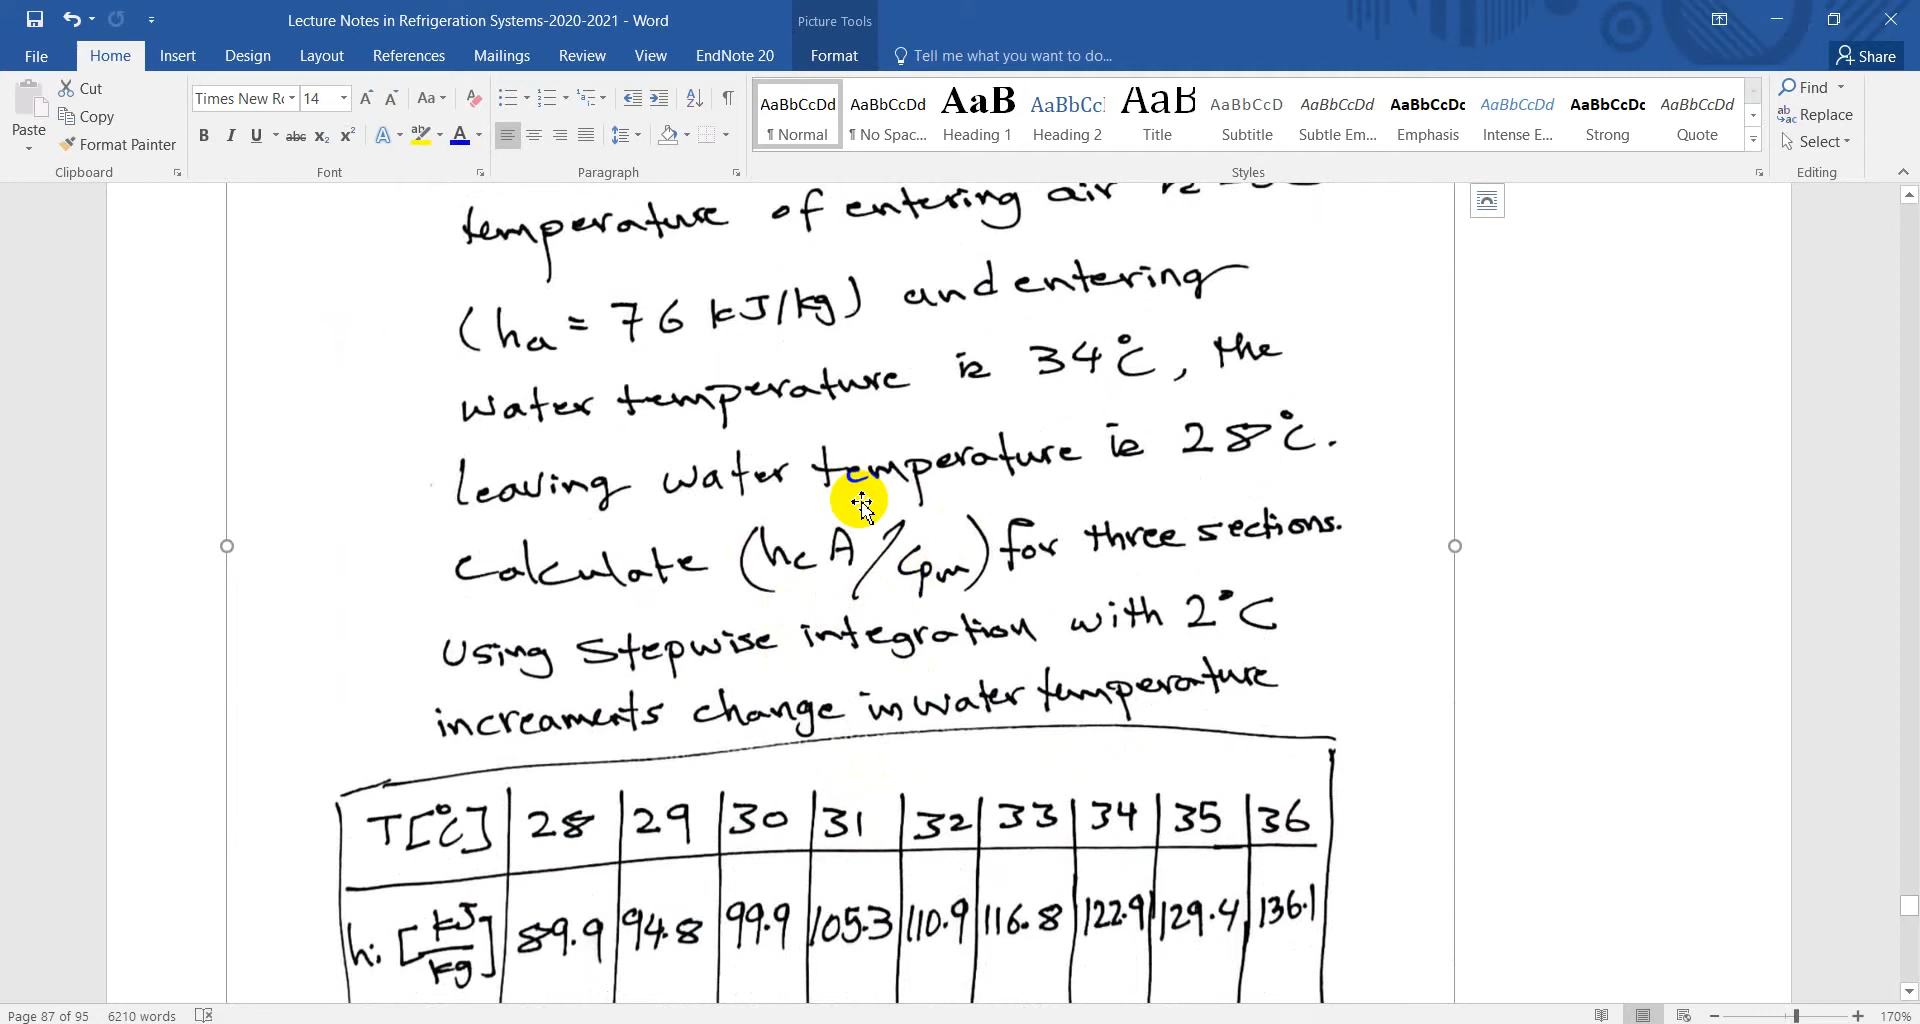 Lecture Notes in Refrigeration Systems-2020-2021 - Word
Picture Tools
File Home Insert Design Layout References Mailings Review View EndNote 20 Format Tell me what you want to do... Share
Paste
Cut
Copy
Format Painter
Clipboard
Times New Ro 14
Font
Paragraph
AaBbCcDd AaBbCcDd AaB AaBbCc AaB AaBbCcD AaBbCcDd AaBbCcDc AaBbCcDd AaBbCcDc AaBbCcDd
¶ Normal ¶ No Spac... Heading 1 Heading 2 Title Subtitle Subtle Em... Emphasis Intense E... Strong Quote
Styles
Find
Replace
Select
Editing
temperature of entering air is
(ha = 76 kJ/kg) and entering
water temperature is 34°C, the
leaving water temperature is 28°C.
calculate (hcA/Cpm) for three sections.
Using stepwise integration with 2°C
increaments change in water temperature
T[°C] 28 29 30 31 32 33 34 35 36
hi [kJ/kg] 89.9 94.8 99.9 105.3 110.9 116.8 122.9 129.4 136.1
Page 87 of 95 6210 words 170%